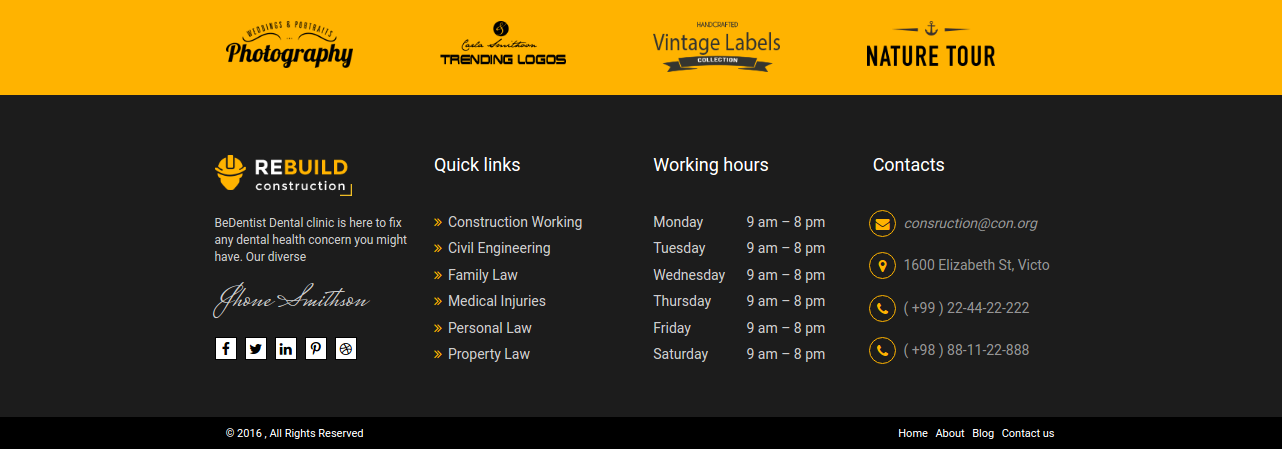 WEDDINGS & PORTRAITS
Photography
Carla Smithson
TRENDING LOGOS
HANDCRAFTED
Vintage Labels
COLLECTION
NATURE TOUR
REBUILD
construction
BeDentist Dental clinic is here to fix
any dental health concern you might
have. Our diverse
Jhone Smithson
Quick links
Construction Working
Civil Engineering
Family Law
Medical Injuries
Personal Law
Property Law
Working hours
Monday 9 am – 8 pm
Tuesday 9 am – 8 pm
Wednesday 9 am – 8 pm
Thursday 9 am – 8 pm
Friday 9 am – 8 pm
Saturday 9 am – 8 pm
Contacts
consruction@con.org
1600 Elizabeth St, Victo
( +99 ) 22-44-22-222
( +98 ) 88-11-22-888
© 2016 , All Rights Reserved
Home About Blog Contact us